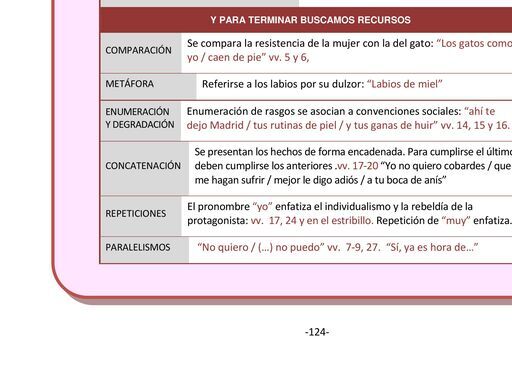 Y PARA TERMINAR BUSCAMOS RECURSOS
COMPARACIÓN
Se compara la resistencia de la mujer con la del gato: “Los gatos como
yo / caen de pie” vv. 5 y 6,
METÁFORA
Referirse a los labios por su dulzor: “Labios de miel”
ENUMERACIÓN
Y DEGRADACIÓN
Enumeración de rasgos se asocian a convenciones sociales: “ahí te
dejo Madrid / tus rutinas de piel / y tus ganas de huir” vv. 14, 15 y 16.
CONCATENACIÓN
Se presentan los hechos de forma encadenada. Para cumplirse el último
deben cumplirse los anteriores .vv. 17-20 “Yo no quiero cobardes / que
me hagan sufrir / mejor le digo adiós / a tu boca de anís”
REPETICIONES
El pronombre “yo” enfatiza el individualismo y la rebeldía de la
protagonista: vv. 17, 24 y en el estribillo. Repetición de “muy” enfatiza.
PARALELISMOS
“No quiero / (…) no puedo” vv. 7-9, 27. “Sí, ya es hora de…”
-124-